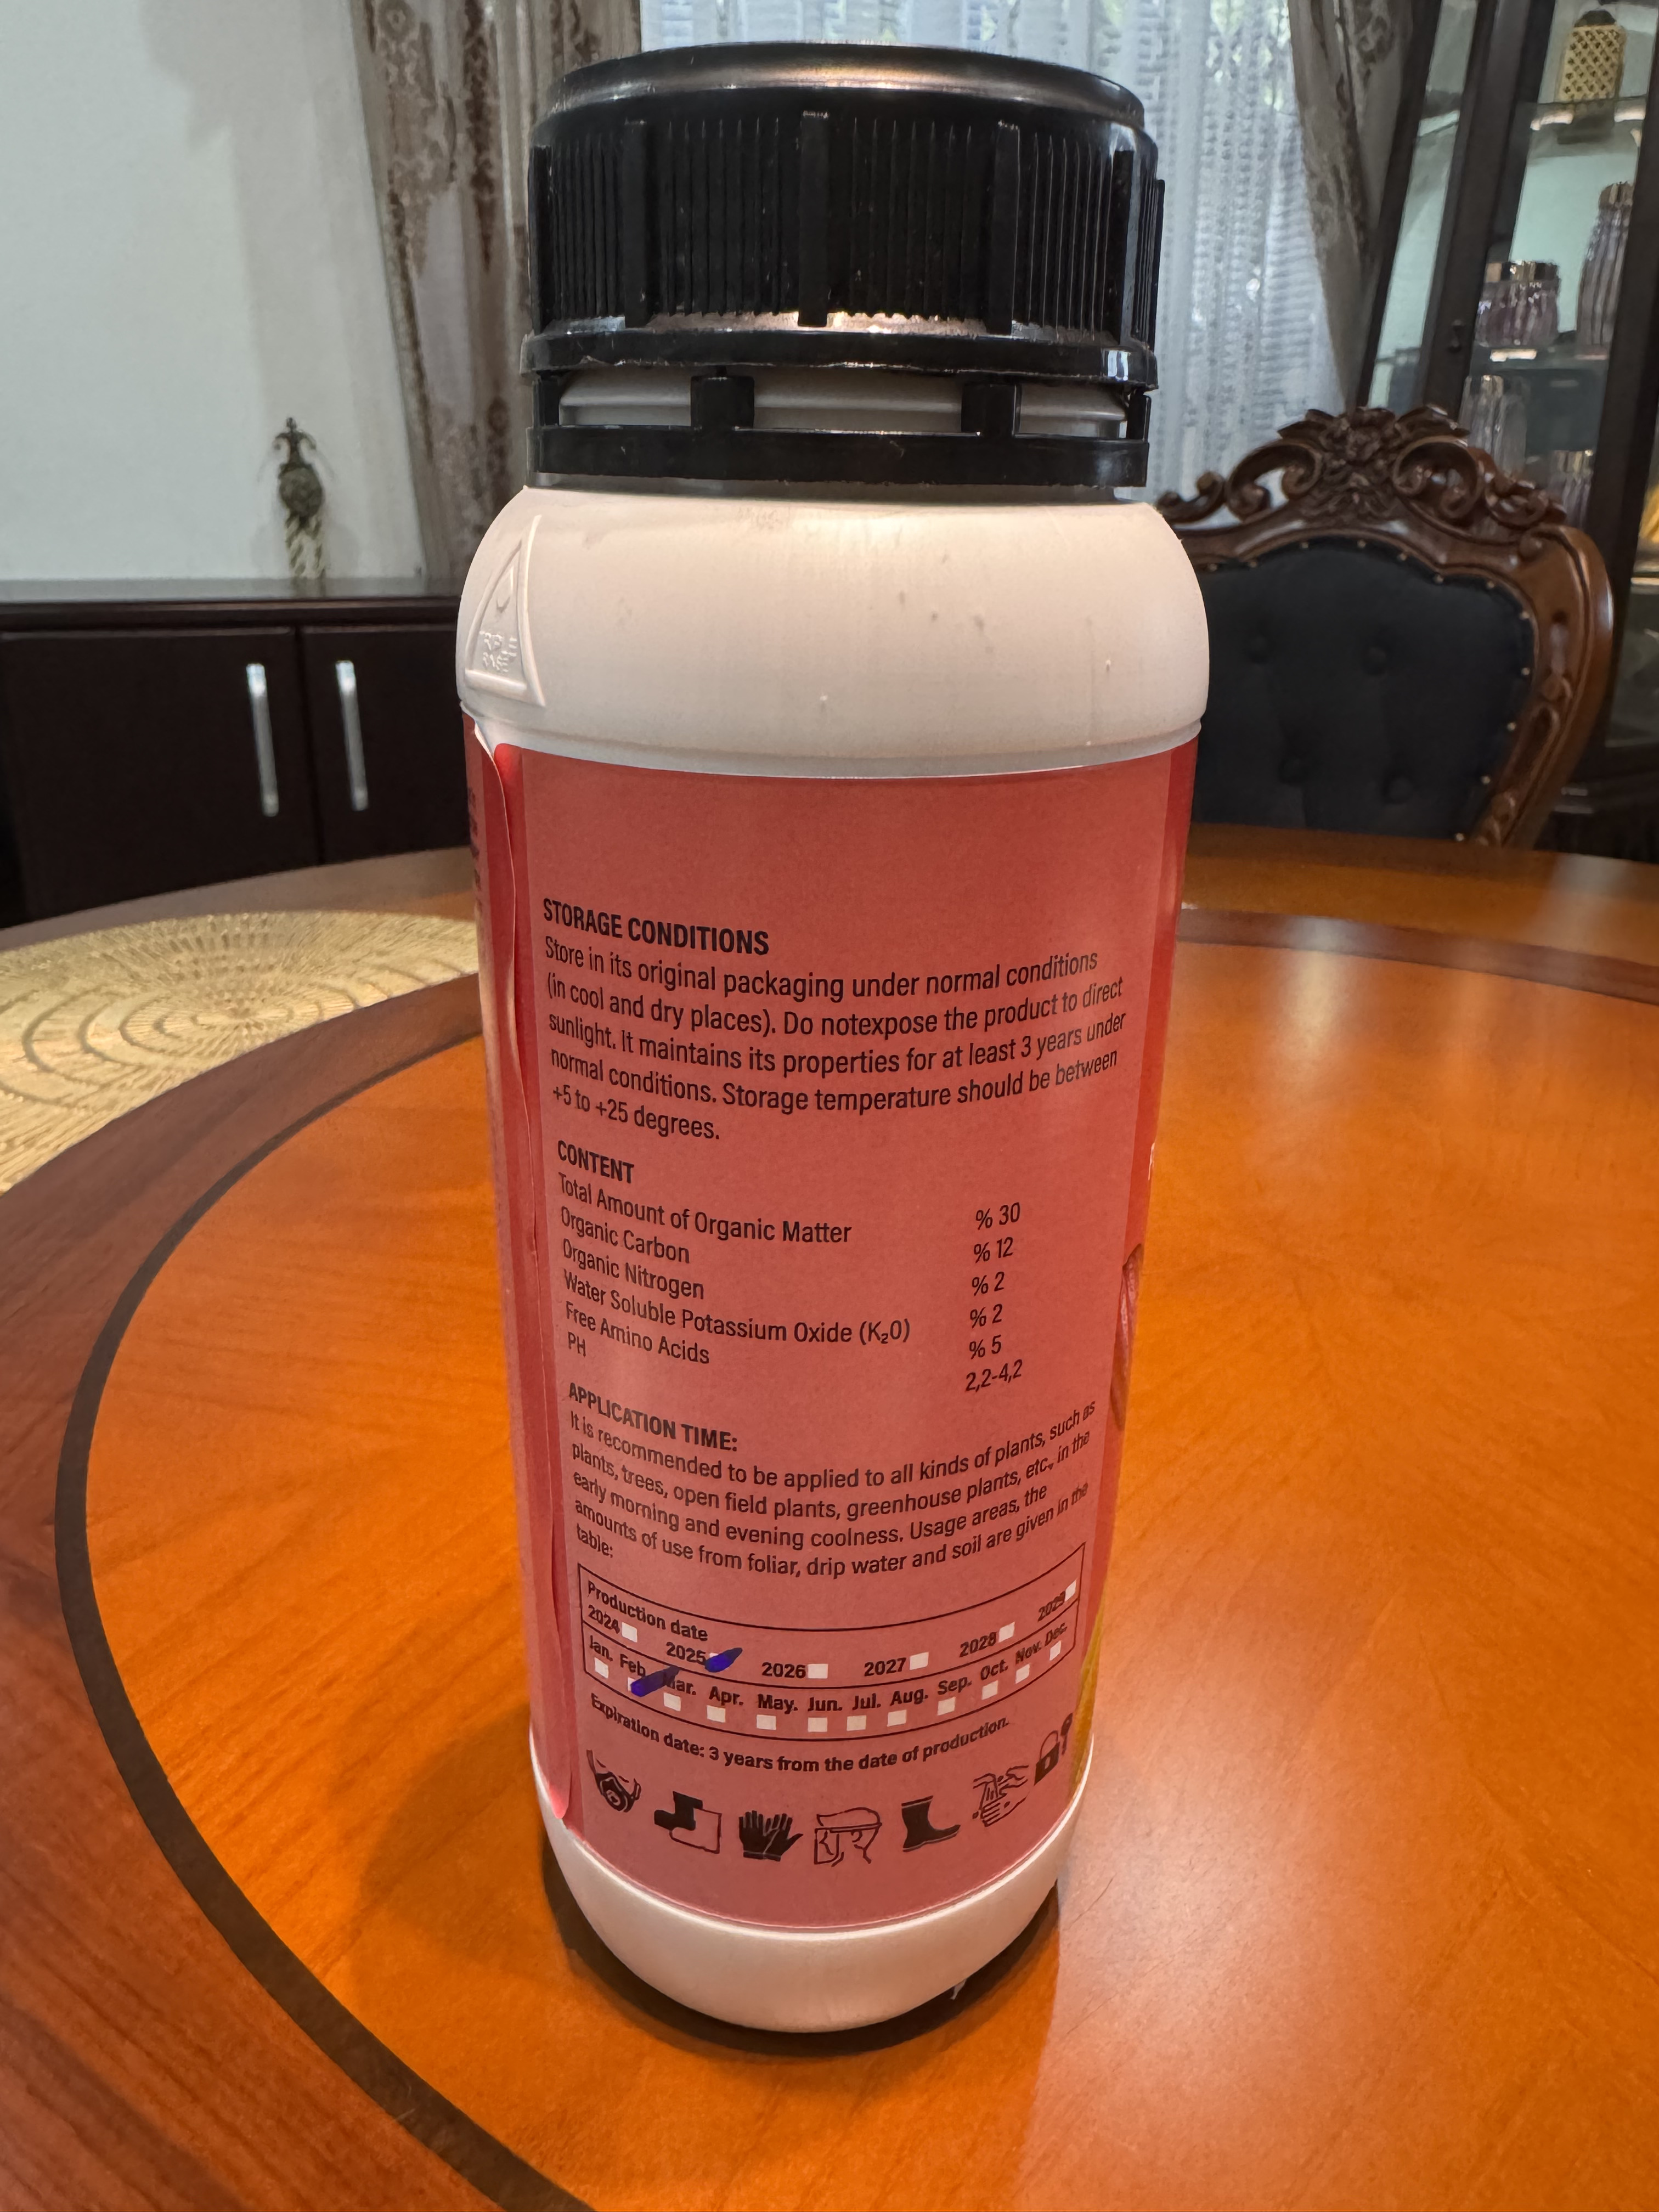 TRIPLE
RINSE
STORAGE CONDITIONS
Store in its original packaging under normal conditions
(in cool and dry places). Do notexpose the product to direct
sunlight. It maintains its properties for at least 3 years under
normal conditions. Storage temperature should be between
+5 to +25 degrees.
CONTENT
Total Amount of Organic Matter % 30
Organic Carbon % 12
Organic Nitrogen % 2
Water Soluble Potassium Oxide (K₂O) % 2
Free Amino Acids % 5
PH 2,2-4,2
APPLICATION TIME:
It is recommended to be applied to all kinds of plants, such as
plants, trees, open field plants, greenhouse plants, etc., in the
early morning and evening coolness. Usage areas, the
amounts of use from foliar, drip water and soil are given in the
table:
Production date
2024 2025 2026 2027 2028 2029
Jan. Feb. Mar. Apr. May. Jun. Jul. Aug. Sep. Oct. Nov. Dec.
Expiration date: 3 years from the date of production.